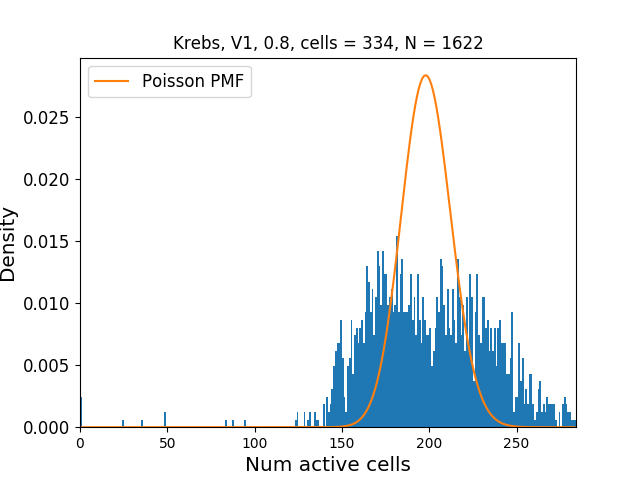 Krebs, V1, 0.8, cells = 334, N = 1622
Poisson PMF
Density
0.025
0.020
0.015
0.010
0.005
0.000
0 50 100 150 200 250
Num active cells